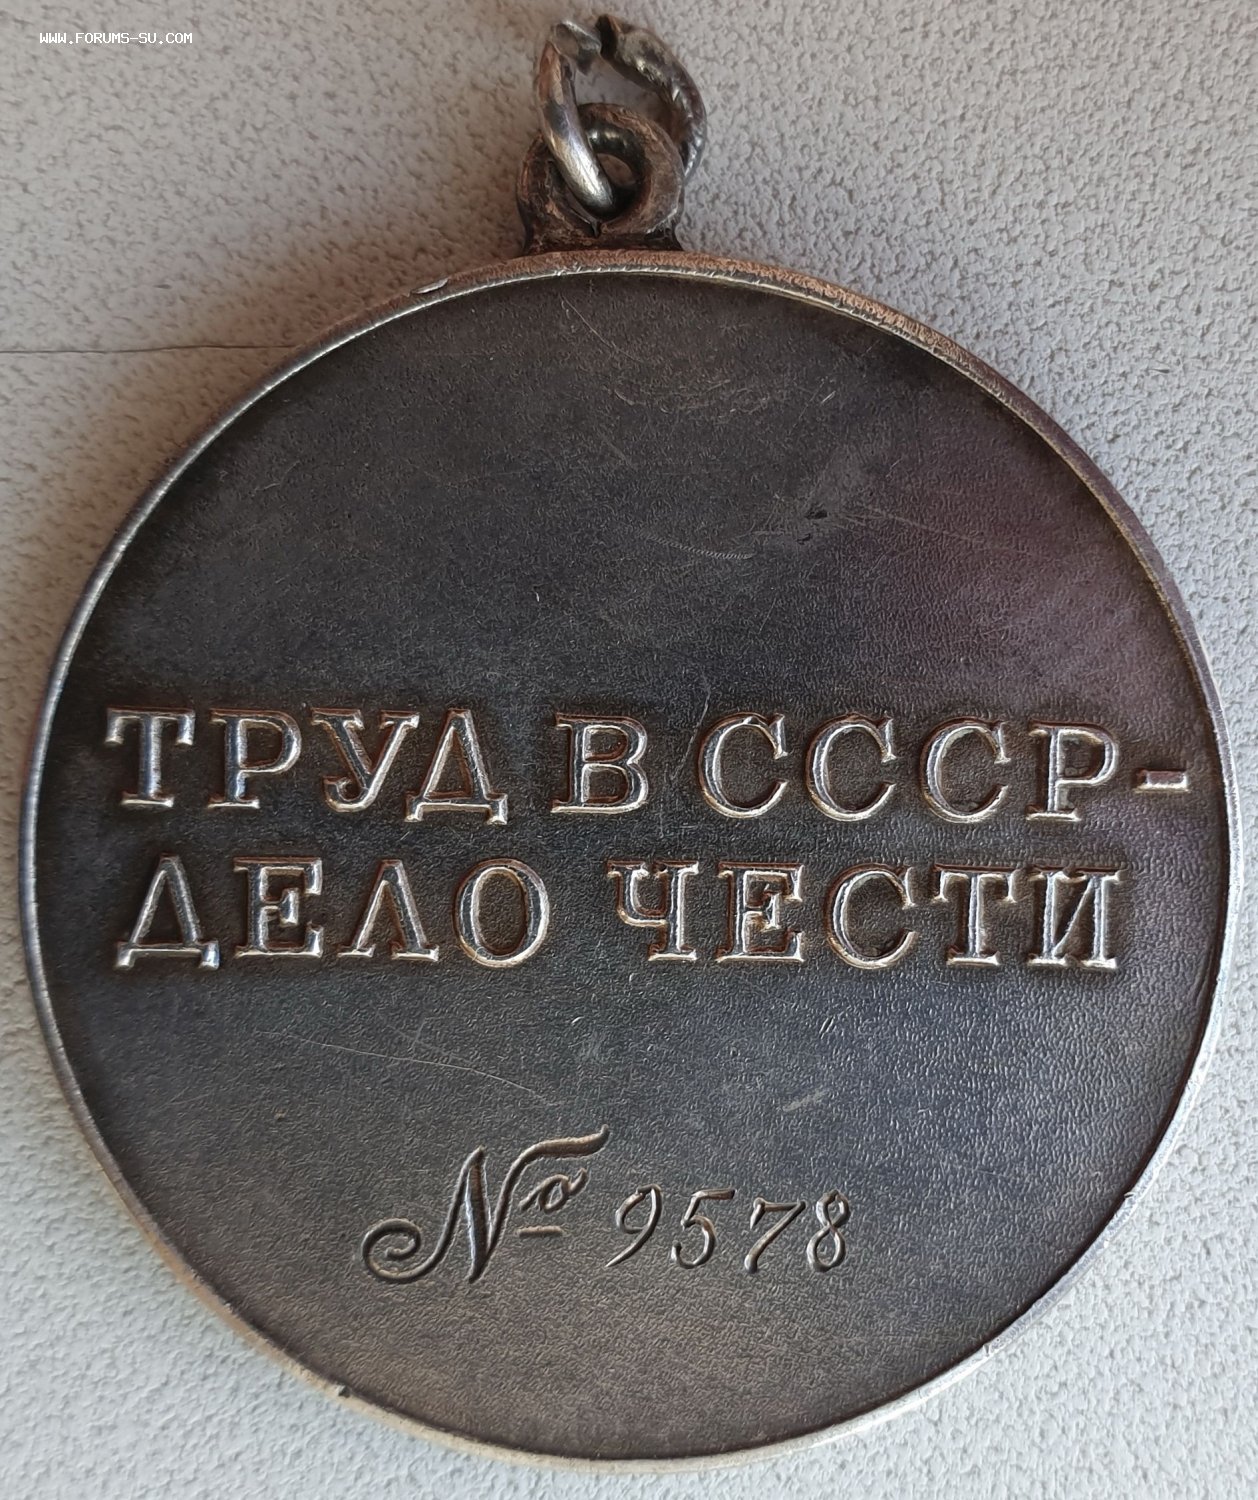 WWW.FORUMS-SU.COM
ТРУД В СССР-
ДЕЛО ЧЕСТИ
№ 9578